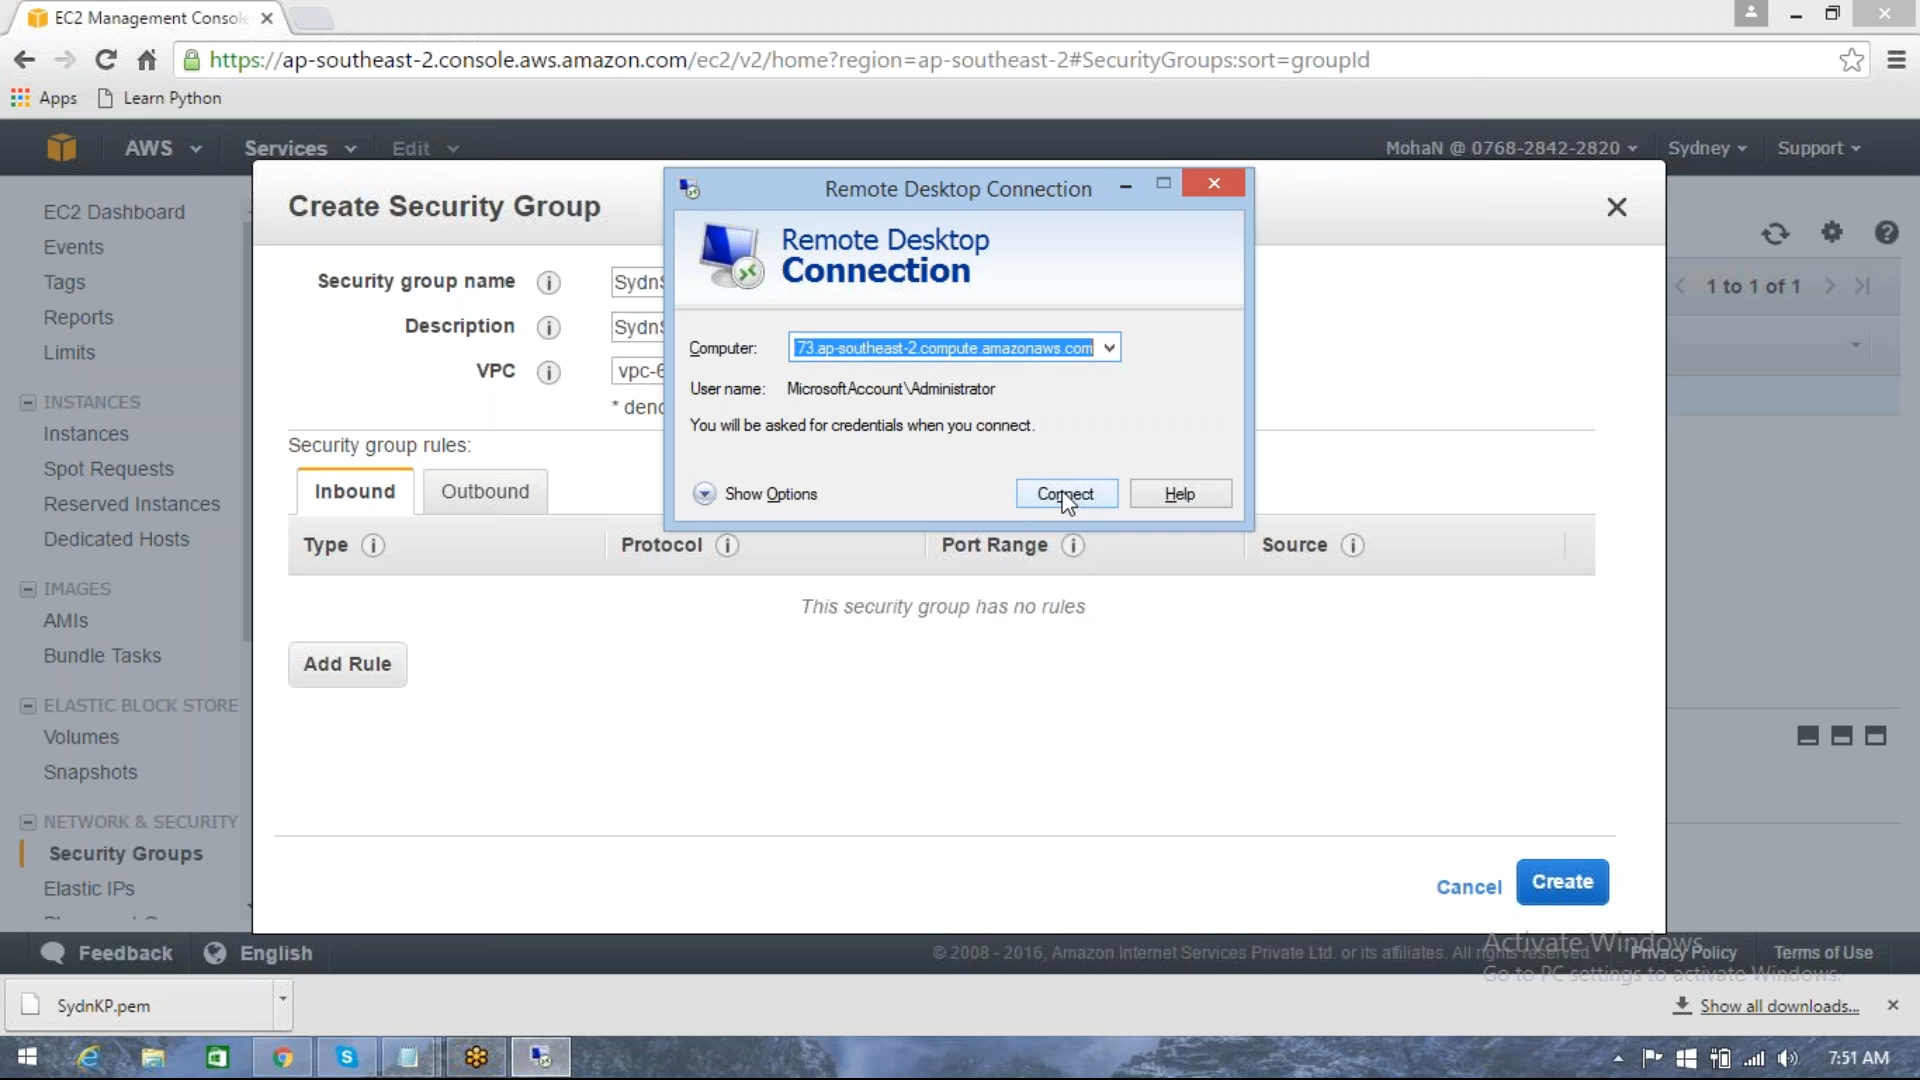 EC2 Management Console
https://ap-southeast-2.console.aws.amazon.com/ec2/v2/home?region=ap-southeast-2#SecurityGroups:sort=groupId
Apps Learn Python
AWS Services Edit MohaN @ 0768-2842-2820 Sydney Support
EC2 Dashboard
Events
Tags
Reports
Limits
INSTANCES
Instances
Spot Requests
Reserved Instances
Dedicated Hosts
IMAGES
AMIs
Bundle Tasks
ELASTIC BLOCK STORE
Volumes
Snapshots
NETWORK & SECURITY
Security Groups
Elastic IPs
Create Security Group
Security group name i
Description i
VPC i vpc-6
Security group rules:
Inbound Outbound
Type i Protocol i Port Range i Source i
This security group has no rules
Add Rule
Cancel Create
1 to 1 of 1
Remote Desktop Connection
Remote Desktop
Connection
Computer: 73.ap-southeast-2.compute.amazonaws.com
User name: MicrosoftAccount\Administrator
You will be asked for credentials when you connect.
Show Options Connect Help
Feedback English © 2008 - 2016, Amazon Internet Services Private Ltd. or its affiliates. All rights reserved. Privacy Policy Terms of Use
Activate Windows
Go to PC settings to activate Windows.
SydnKP.pem Show all downloads...
7:51 AM